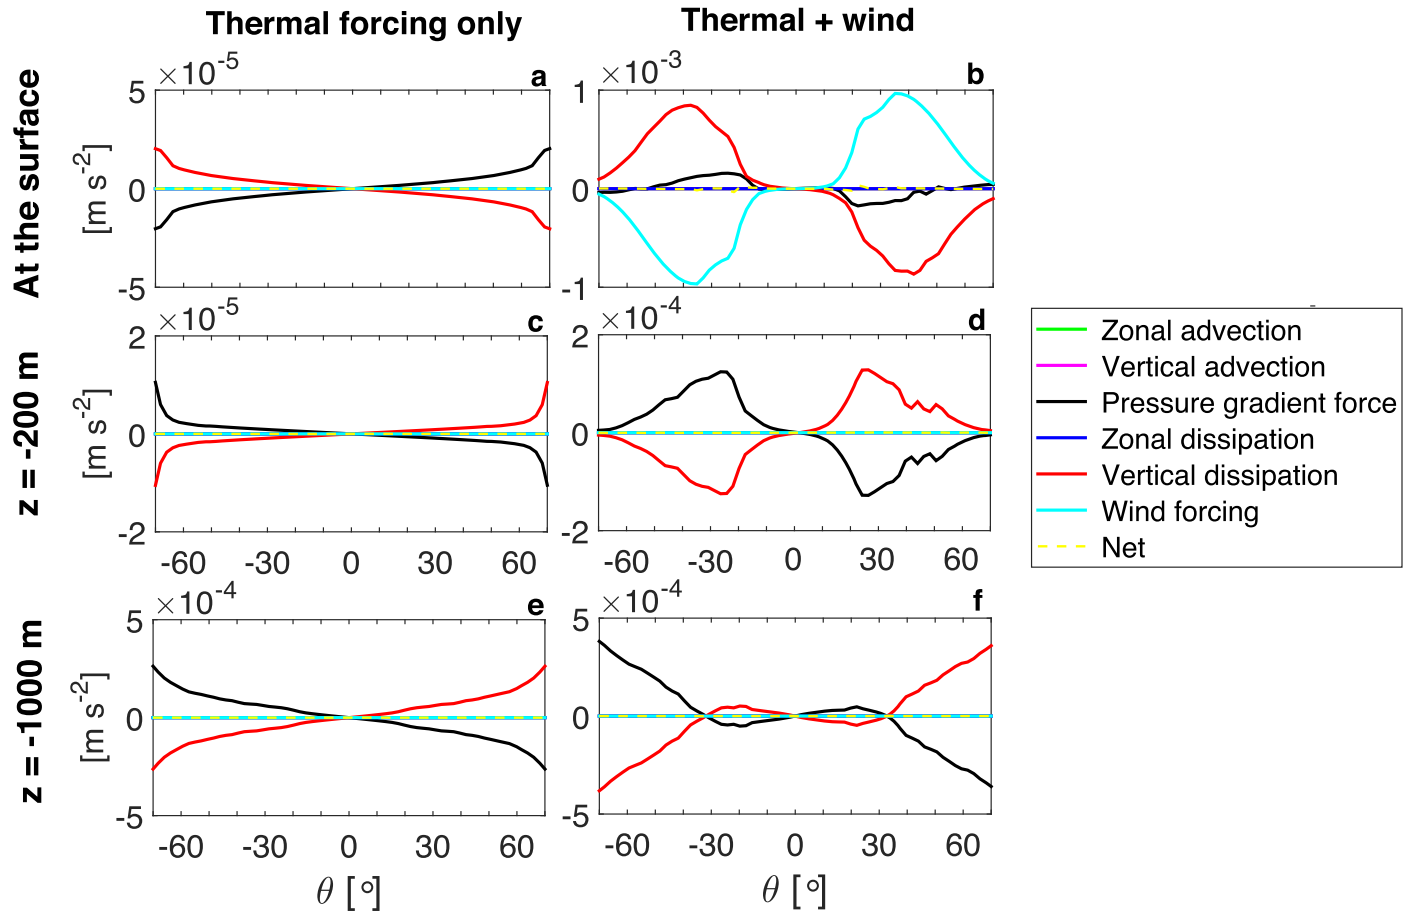 Thermal forcing only
Thermal + wind
At the surface
×10-5
a
5
0
-5
[m s-2]
×10-3
b
1
0
-1
z = -200 m
×10-5
c
2
0
-2
[m s-2]
-60 -30 0 30 60
×10-4
d
2
0
-2
-60 -30 0 30 60
Zonal advection
Vertical advection
Pressure gradient force
Zonal dissipation
Vertical dissipation
Wind forcing
Net
z = -1000 m
×10-4
e
5
0
-5
[m s-2]
-60 -30 0 30 60
θ [°]
×10-4
f
5
0
-5
-60 -30 0 30 60
θ [°]